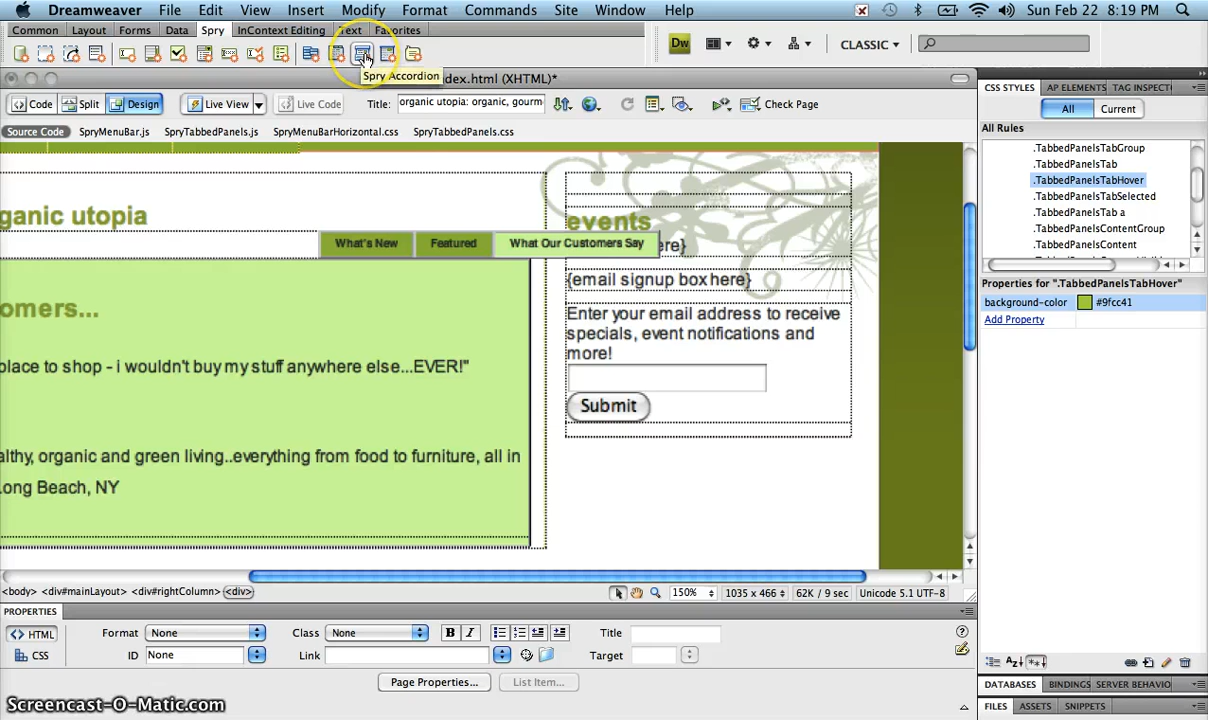 Dreamweaver File Edit View Insert Modify Format Commands Site Window Help Sun Feb 22 8:19 PM
Common Layout Forms Data Spry InContext Editing Text Favorites
Dw CLASSIC
Spry Accordion
dex.html (XHTML)*
Code Split Design Live View Live Code Title: organic utopia: organic, gourm Check Page
Source Code SpryMenuBar.js SpryTabbedPanels.js SpryMenuBarHorizontal.css SpryTabbedPanels.css
ganic utopia
What's New Featured What Our Customers Say
omers...
place to shop - i wouldn't buy my stuff anywhere else...EVER!"
althy, organic and green living..everything from food to furniture, all in
Long Beach, NY
events
ere}
{email signup box here}
Enter your email address to receive
specials, event notifications and
more!
Submit
<body> <div#mainLayout> <div#rightColumn> <div>
150% 1035 x 466 62K / 9 sec Unicode 5.1 UTF-8
PROPERTIES
HTML Format None Class None B I Title
CSS ID None Link Target
Page Properties... List Item...
CSS STYLES AP ELEMENTS TAG INSPECT
All Current
All Rules
.TabbedPanelsTabGroup
.TabbedPanelsTab
.TabbedPanelsTabHover
.TabbedPanelsTabSelected
.TabbedPanelsTab a
.TabbedPanelsContentGroup
.TabbedPanelsContent
Properties for ".TabbedPanelsTabHover"
background-color #9fcc41
Add Property
DATABASES BINDINGS SERVER BEHAVIO
FILES ASSETS SNIPPETS
Screencast-O-Matic.com